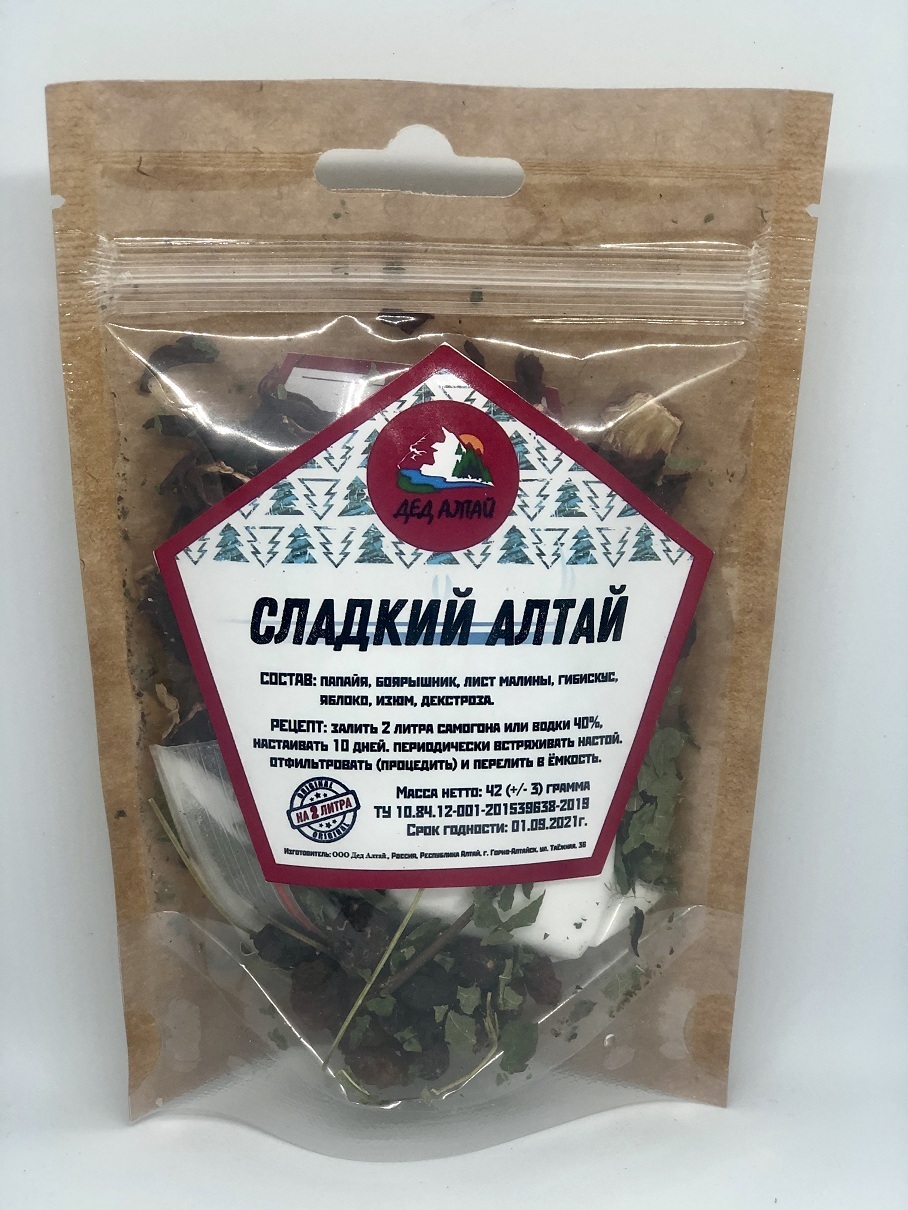 ДЕД АЛТАЙ
СЛАДКИЙ АЛТАЙ
СОСТАВ: ПАПАЙЯ, БОЯРЫШНИК, ЛИСТ МАЛИНЫ, ГИБИСКУС,
ЯБЛОКО, ИЗЮМ, ДЕКСТРОЗА.
РЕЦЕПТ: ЗАЛИТЬ 2 ЛИТРА САМОГОНА ИЛИ ВОДКИ 40%,
НАСТАИВАТЬ 10 ДНЕЙ. ПЕРИОДИЧЕСКИ ВСТРЯХИВАТЬ НАСТОЙ.
ОТФИЛЬТРОВАТЬ (ПРОЦЕДИТЬ) И ПЕРЕЛИТЬ В ЁМКОСТЬ.
ORIGINAL
НА 2 ЛИТРА
ORIGINAL
Масса нетто: 42 (+/- 3) грамма
ТУ 10.84.12-001-201539638-2019
Срок годности: 01.09.2021г.
Изготовитель: ООО Дед Алтай., Россия, Республика Алтай, г. Горно-Алтайск, ул. Таёжная, 36